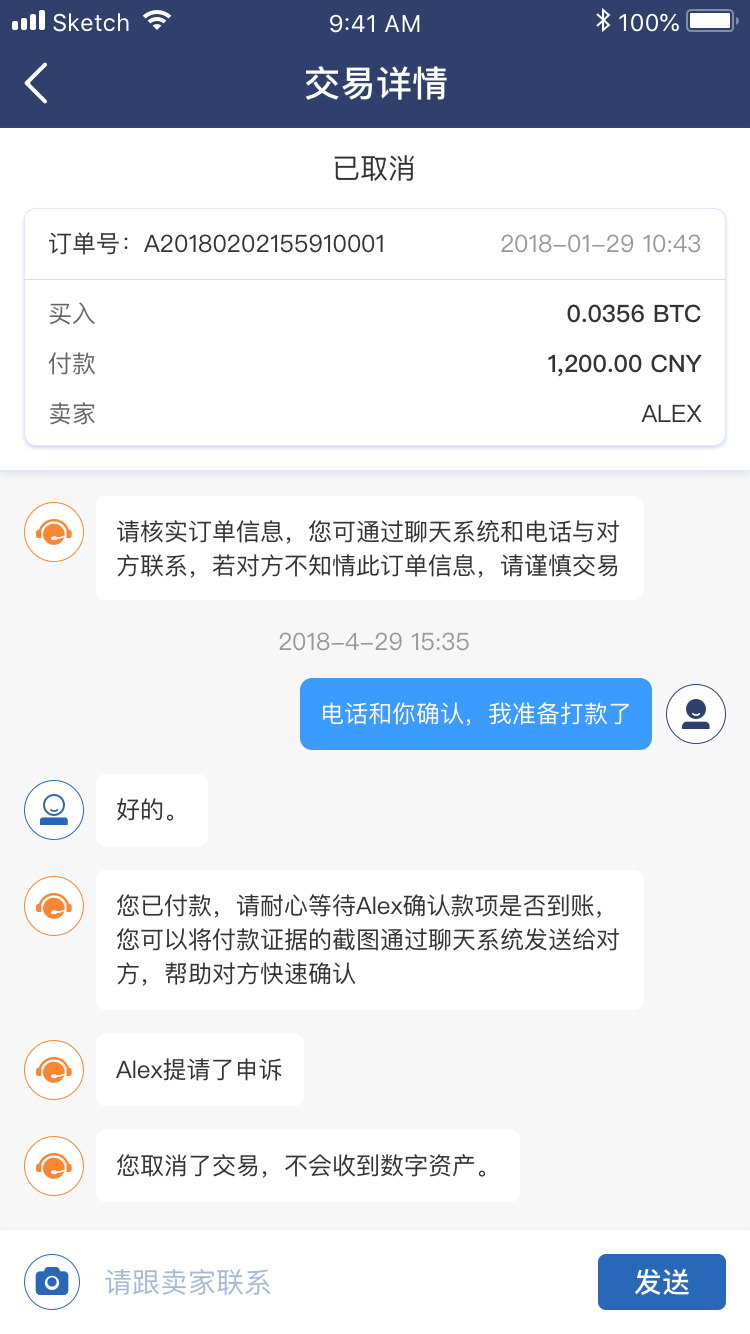 Sketch 9:41 AM 100%
交易详情
已取消
订单号：A20180202155910001 2018-01-29 10:43
买入 0.0356 BTC
付款 1,200.00 CNY
卖家 ALEX
请核实订单信息，您可通过聊天系统和电话与对
方联系，若对方不知情此订单信息，请谨慎交易
2018-4-29 15:35
电话和你确认，我准备打款了
好的。
您已付款，请耐心等待Alex确认款项是否到账，
您可以将付款证据的截图通过聊天系统发送给对
方，帮助对方快速确认
Alex提请了申诉
您取消了交易，不会收到数字资产。
请跟卖家联系 发送